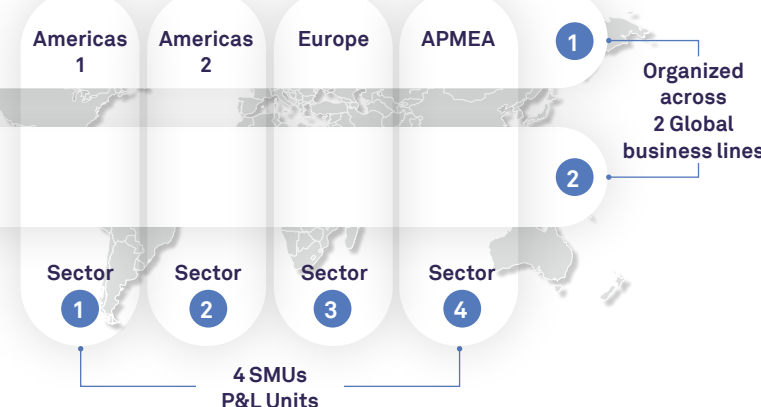 Americas
1
Americas
2
Europe
APMEA
1
Organized
across
2 Global
business lines
2
Sector
1
Sector
2
Sector
3
Sector
4
4 SMUs
P&L Units